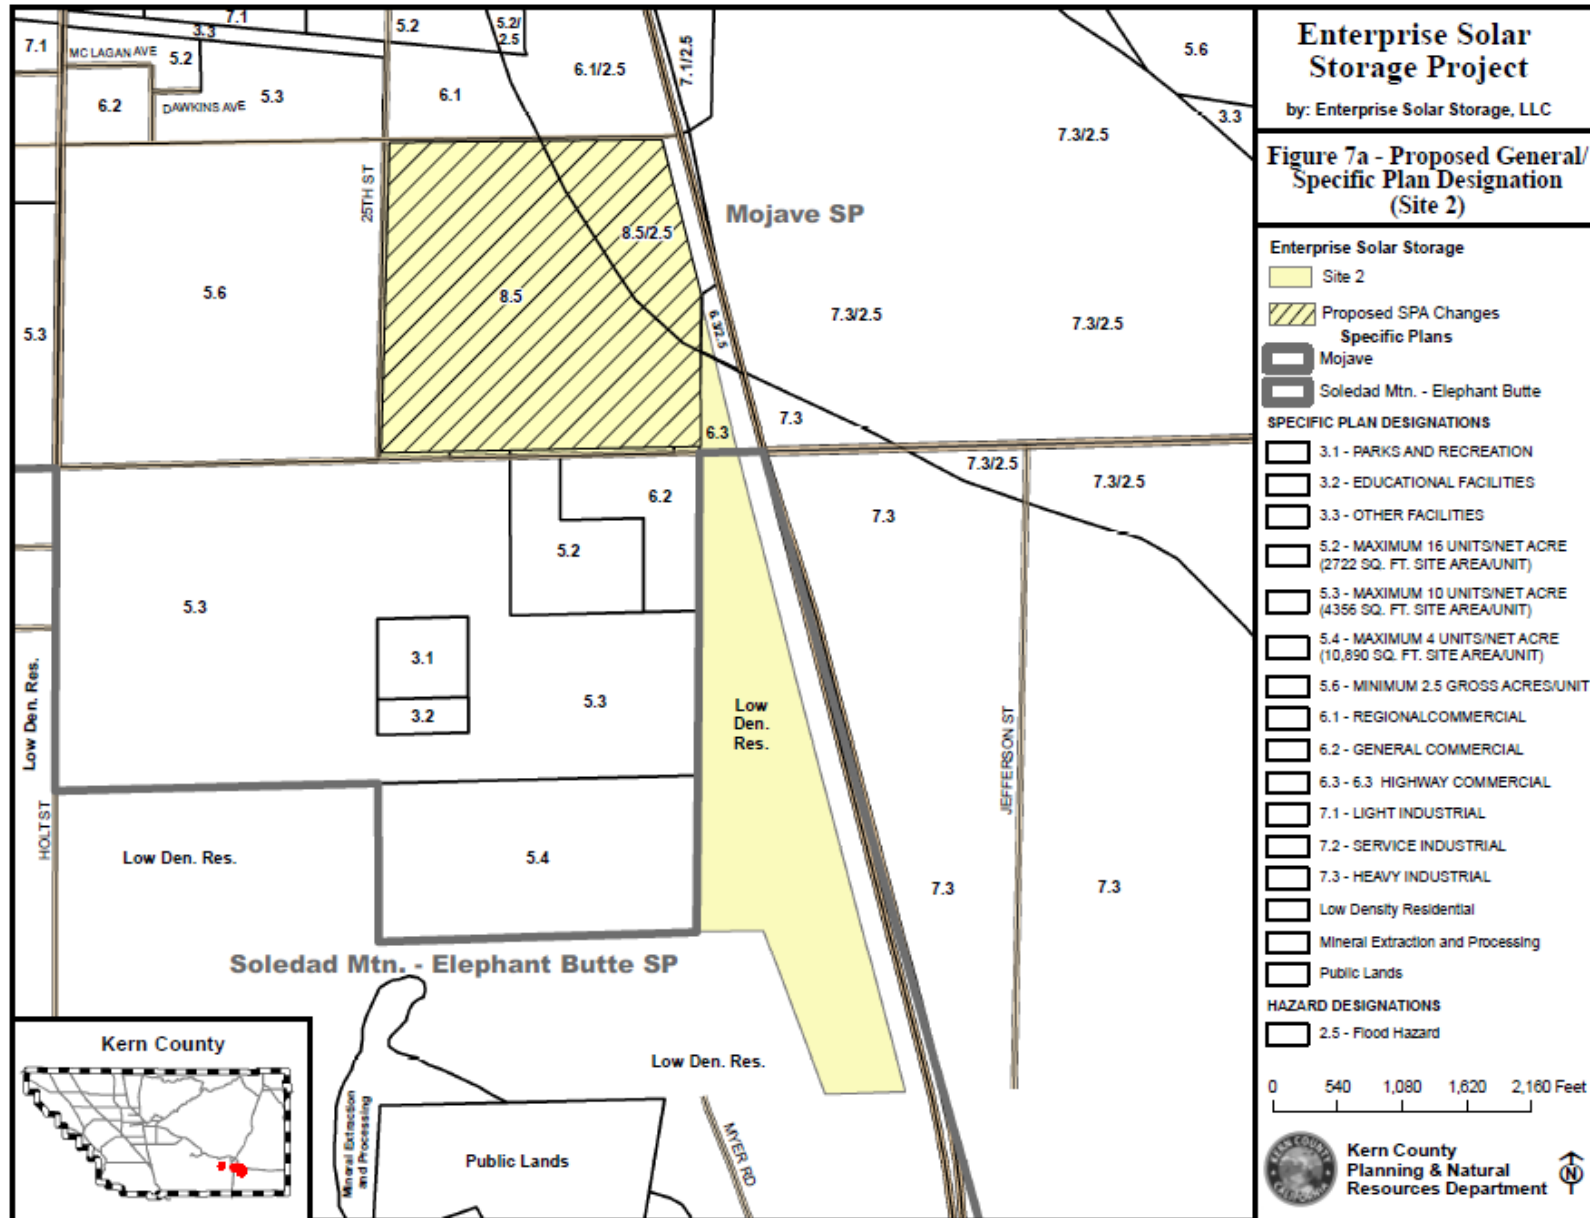 7.1
3.3
5.2
5.2/
2.5
7.1
MC LAGAN AVE
5.2
6.2
DAWKINS AVE
5.3
6.1
6.1/2.5
7.1/2.5
5.6
3.3
7.3/2.5
25TH ST
Mojave SP
8.5/2.5
5.6
8.5
5.3
6.3/2.5
7.3/2.5
7.3/2.5
6.3
7.3
7.3/2.5
7.3/2.5
6.2
7.3
5.2
5.3
3.1
3.2
5.3
Low Den. Res.
Low
Den.
Res.
JEFFERSON ST
HOLT ST
Low Den. Res.
5.4
7.3
7.3
Soledad Mtn. - Elephant Butte SP
Low Den. Res.
Mineral Extraction
and Processing
Public Lands
MYER RD
Kern County
Enterprise Solar
Storage Project
by: Enterprise Solar Storage, LLC
Figure 7a - Proposed General/
Specific Plan Designation
(Site 2)
Enterprise Solar Storage
Site 2
Proposed SPA Changes
Specific Plans
Mojave
Soledad Mtn. - Elephant Butte
SPECIFIC PLAN DESIGNATIONS
3.1 - PARKS AND RECREATION
3.2 - EDUCATIONAL FACILITIES
3.3 - OTHER FACILITIES
5.2 - MAXIMUM 16 UNITS/NET ACRE
(2722 SQ. FT. SITE AREA/UNIT)
5.3 - MAXIMUM 10 UNITS/NET ACRE
(4356 SQ. FT. SITE AREA/UNIT)
5.4 - MAXIMUM 4 UNITS/NET ACRE
(10,890 SQ. FT. SITE AREA/UNIT)
5.6 - MINIMUM 2.5 GROSS ACRES/UNIT
6.1 - REGIONALCOMMERCIAL
6.2 - GENERAL COMMERCIAL
6.3 - 6.3 HIGHWAY COMMERCIAL
7.1 - LIGHT INDUSTRIAL
7.2 - SERVICE INDUSTRIAL
7.3 - HEAVY INDUSTRIAL
Low Density Residential
Mineral Extraction and Processing
Public Lands
HAZARD DESIGNATIONS
2.5 - Flood Hazard
0 540 1,080 1,620 2,160 Feet
KERN COUNTY
CALIFORNIA
Kern County
Planning & Natural
Resources Department
N